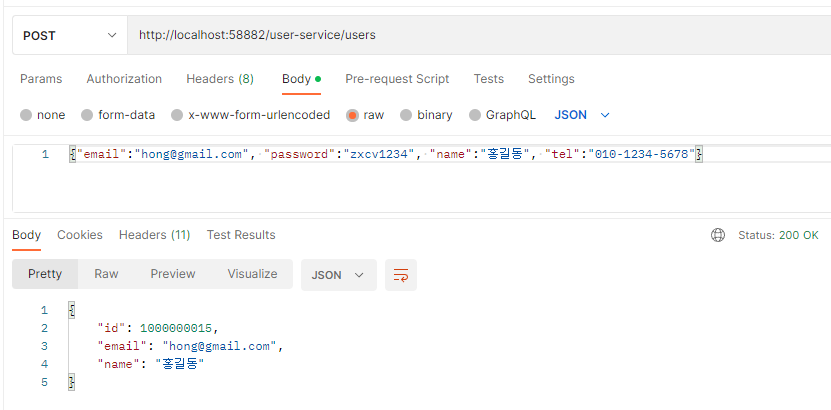 POST http://localhost:58882/user-service/users
Params Authorization Headers (8) Body Pre-request Script Tests Settings
none form-data x-www-form-urlencoded raw binary GraphQL JSON
1 {"email":"hong@gmail.com", "password":"zxcv1234", "name":"홍길동", "tel":"010-1234-5678"}
Body Cookies Headers (11) Test Results Status: 200 OK
Pretty Raw Preview Visualize JSON
1 {
2 "id": 1000000015,
3 "email": "hong@gmail.com",
4 "name": "홍길동"
5 }